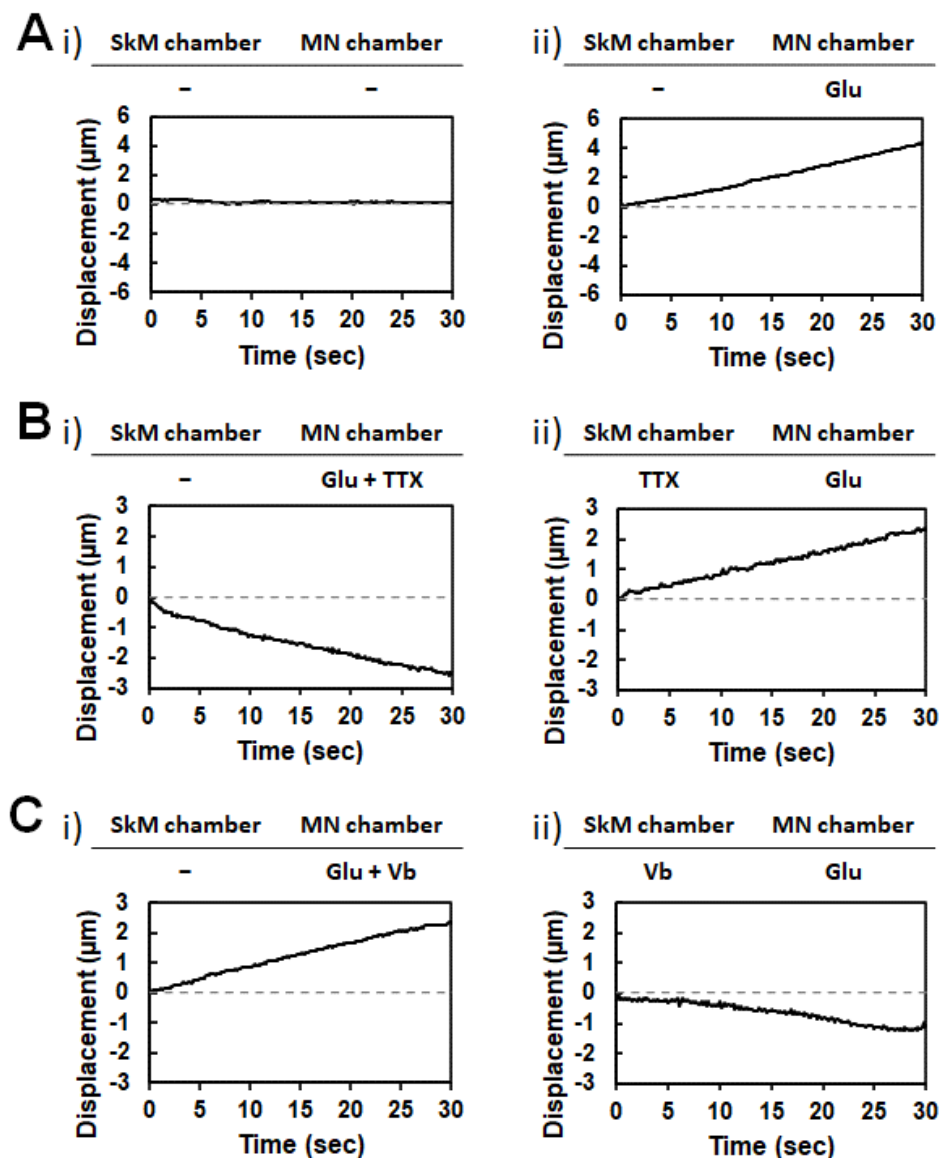 A i) SkM chamber MN chamber ii) SkM chamber MN chamber
– – – Glu
Displacement (µm) 6 4 2 0 -2 -4 -6 Displacement (µm) 6 4 2 0 -2 -4 -6
0 5 10 15 20 25 30 0 5 10 15 20 25 30
Time (sec) Time (sec)
B i) SkM chamber MN chamber ii) SkM chamber MN chamber
– Glu + TTX TTX Glu
Displacement (µm) 3 2 1 0 -1 -2 -3 Displacement (µm) 3 2 1 0 -1 -2 -3
0 5 10 15 20 25 30 0 5 10 15 20 25 30
Time (sec) Time (sec)
C i) SkM chamber MN chamber ii) SkM chamber MN chamber
– Glu + Vb Vb Glu
Displacement (µm) 3 2 1 0 -1 -2 -3 Displacement (µm) 3 2 1 0 -1 -2 -3
0 5 10 15 20 25 30 0 5 10 15 20 25 30
Time (sec) Time (sec)